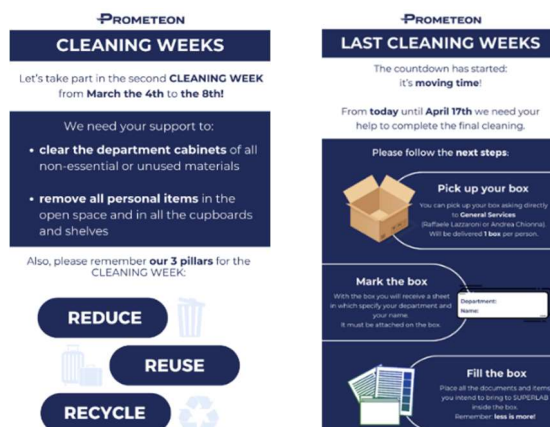 PROMETEON
CLEANING WEEKS
Let's take part in the second CLEANING WEEK
from March the 4th to the 8th!
We need your support to:
• clear the department cabinets of all
non-essential or unused materials
• remove all personal items in the
open space and in all the cupboards
and shelves
Also, please remember our 3 pillars for the
CLEANING WEEK:
REDUCE
REUSE
RECYCLE
PROMETEON
LAST CLEANING WEEKS
The countdown has started:
it's moving time!
From today until April 17th we need your
help to complete the final cleaning.
Please follow the next steps:
Pick up your box
You can pick up your box asking directly
to General Services
(Raffaele Lazzaroni or Andrea Chionna).
Will be delivered 1 box per person.
Mark the box
With the box you will receive a sheet
in which specify your department and
your name.
It must be attached on the box.
Department:
Name:
Fill the box
Place all the documents and items
you intend to bring to SUPERLAB
inside the box.
Remember: less is more!